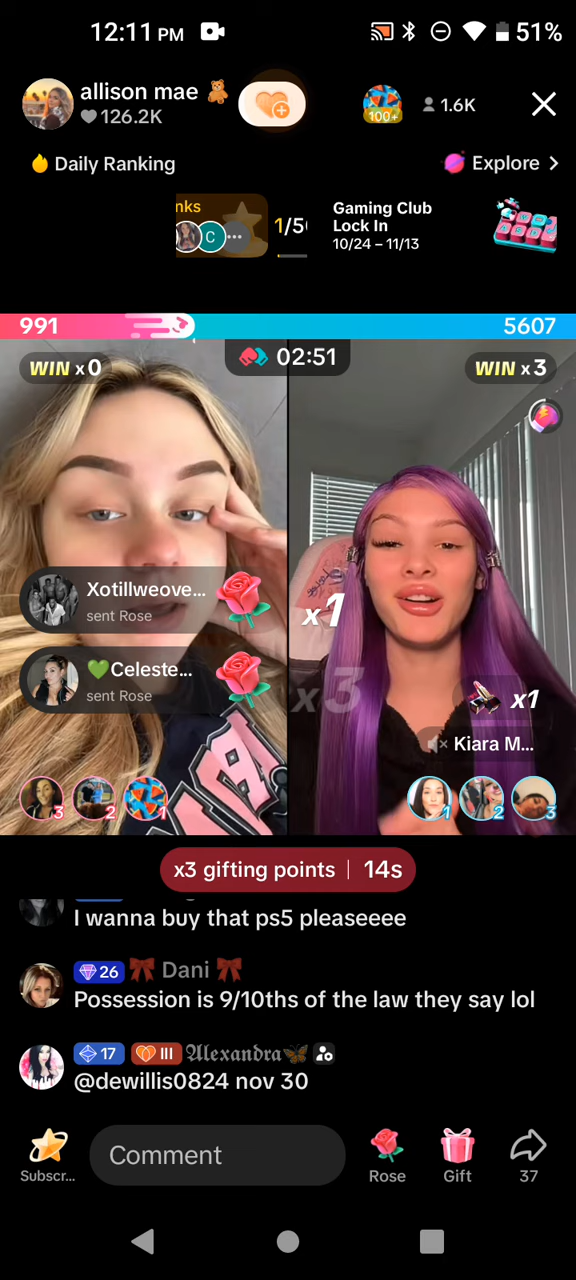 12:11 PM
51%
allison mae 🧸
126.2K
100+
1.6K
Daily Ranking
Explore >
nks
C
1/5
Gaming Club
Lock In
10/24 – 11/13
991
5607
WIN x 0
02:51
WIN x 3
Xotillweove...
sent Rose
x1
💚Celeste...
sent Rose
x3
x1
Kiara M...
3
2
1
1
2
3
x3 gifting points | 14s
I wanna buy that ps5 pleaseeee
26 🎀 Dani 🎀
Possession is 9/10ths of the law they say lol
17 III 𝕬𝖑𝖊𝖝𝖆𝖓𝖉𝖗𝖆🦋
@dewillis0824 nov 30
Subscr...
Comment
Rose
Gift
37